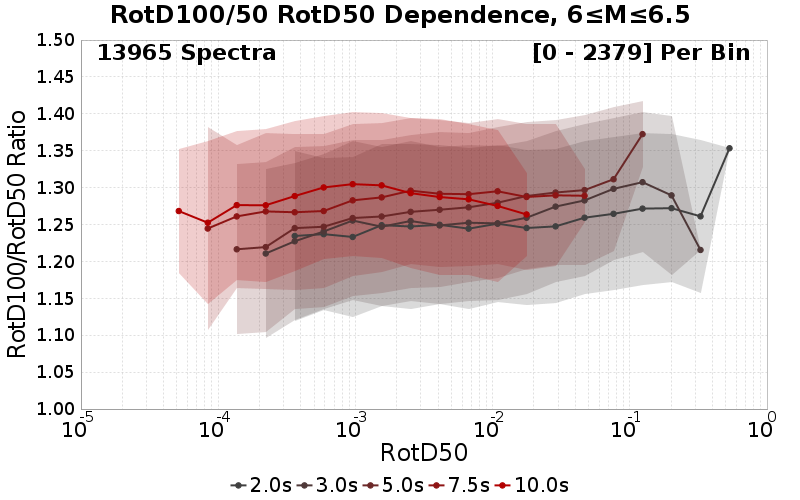 RotD100/50 RotD50 Dependence, 6≤M≤6.5
13965 Spectra
[0 - 2379] Per Bin
RotD100/RotD50 Ratio
1.50
1.45
1.40
1.35
1.30
1.25
1.20
1.15
1.10
1.05
1.00
10^-5 10^-4 10^-3 10^-2 10^-1 10^0
RotD50
2.0s 3.0s 5.0s 7.5s 10.0s